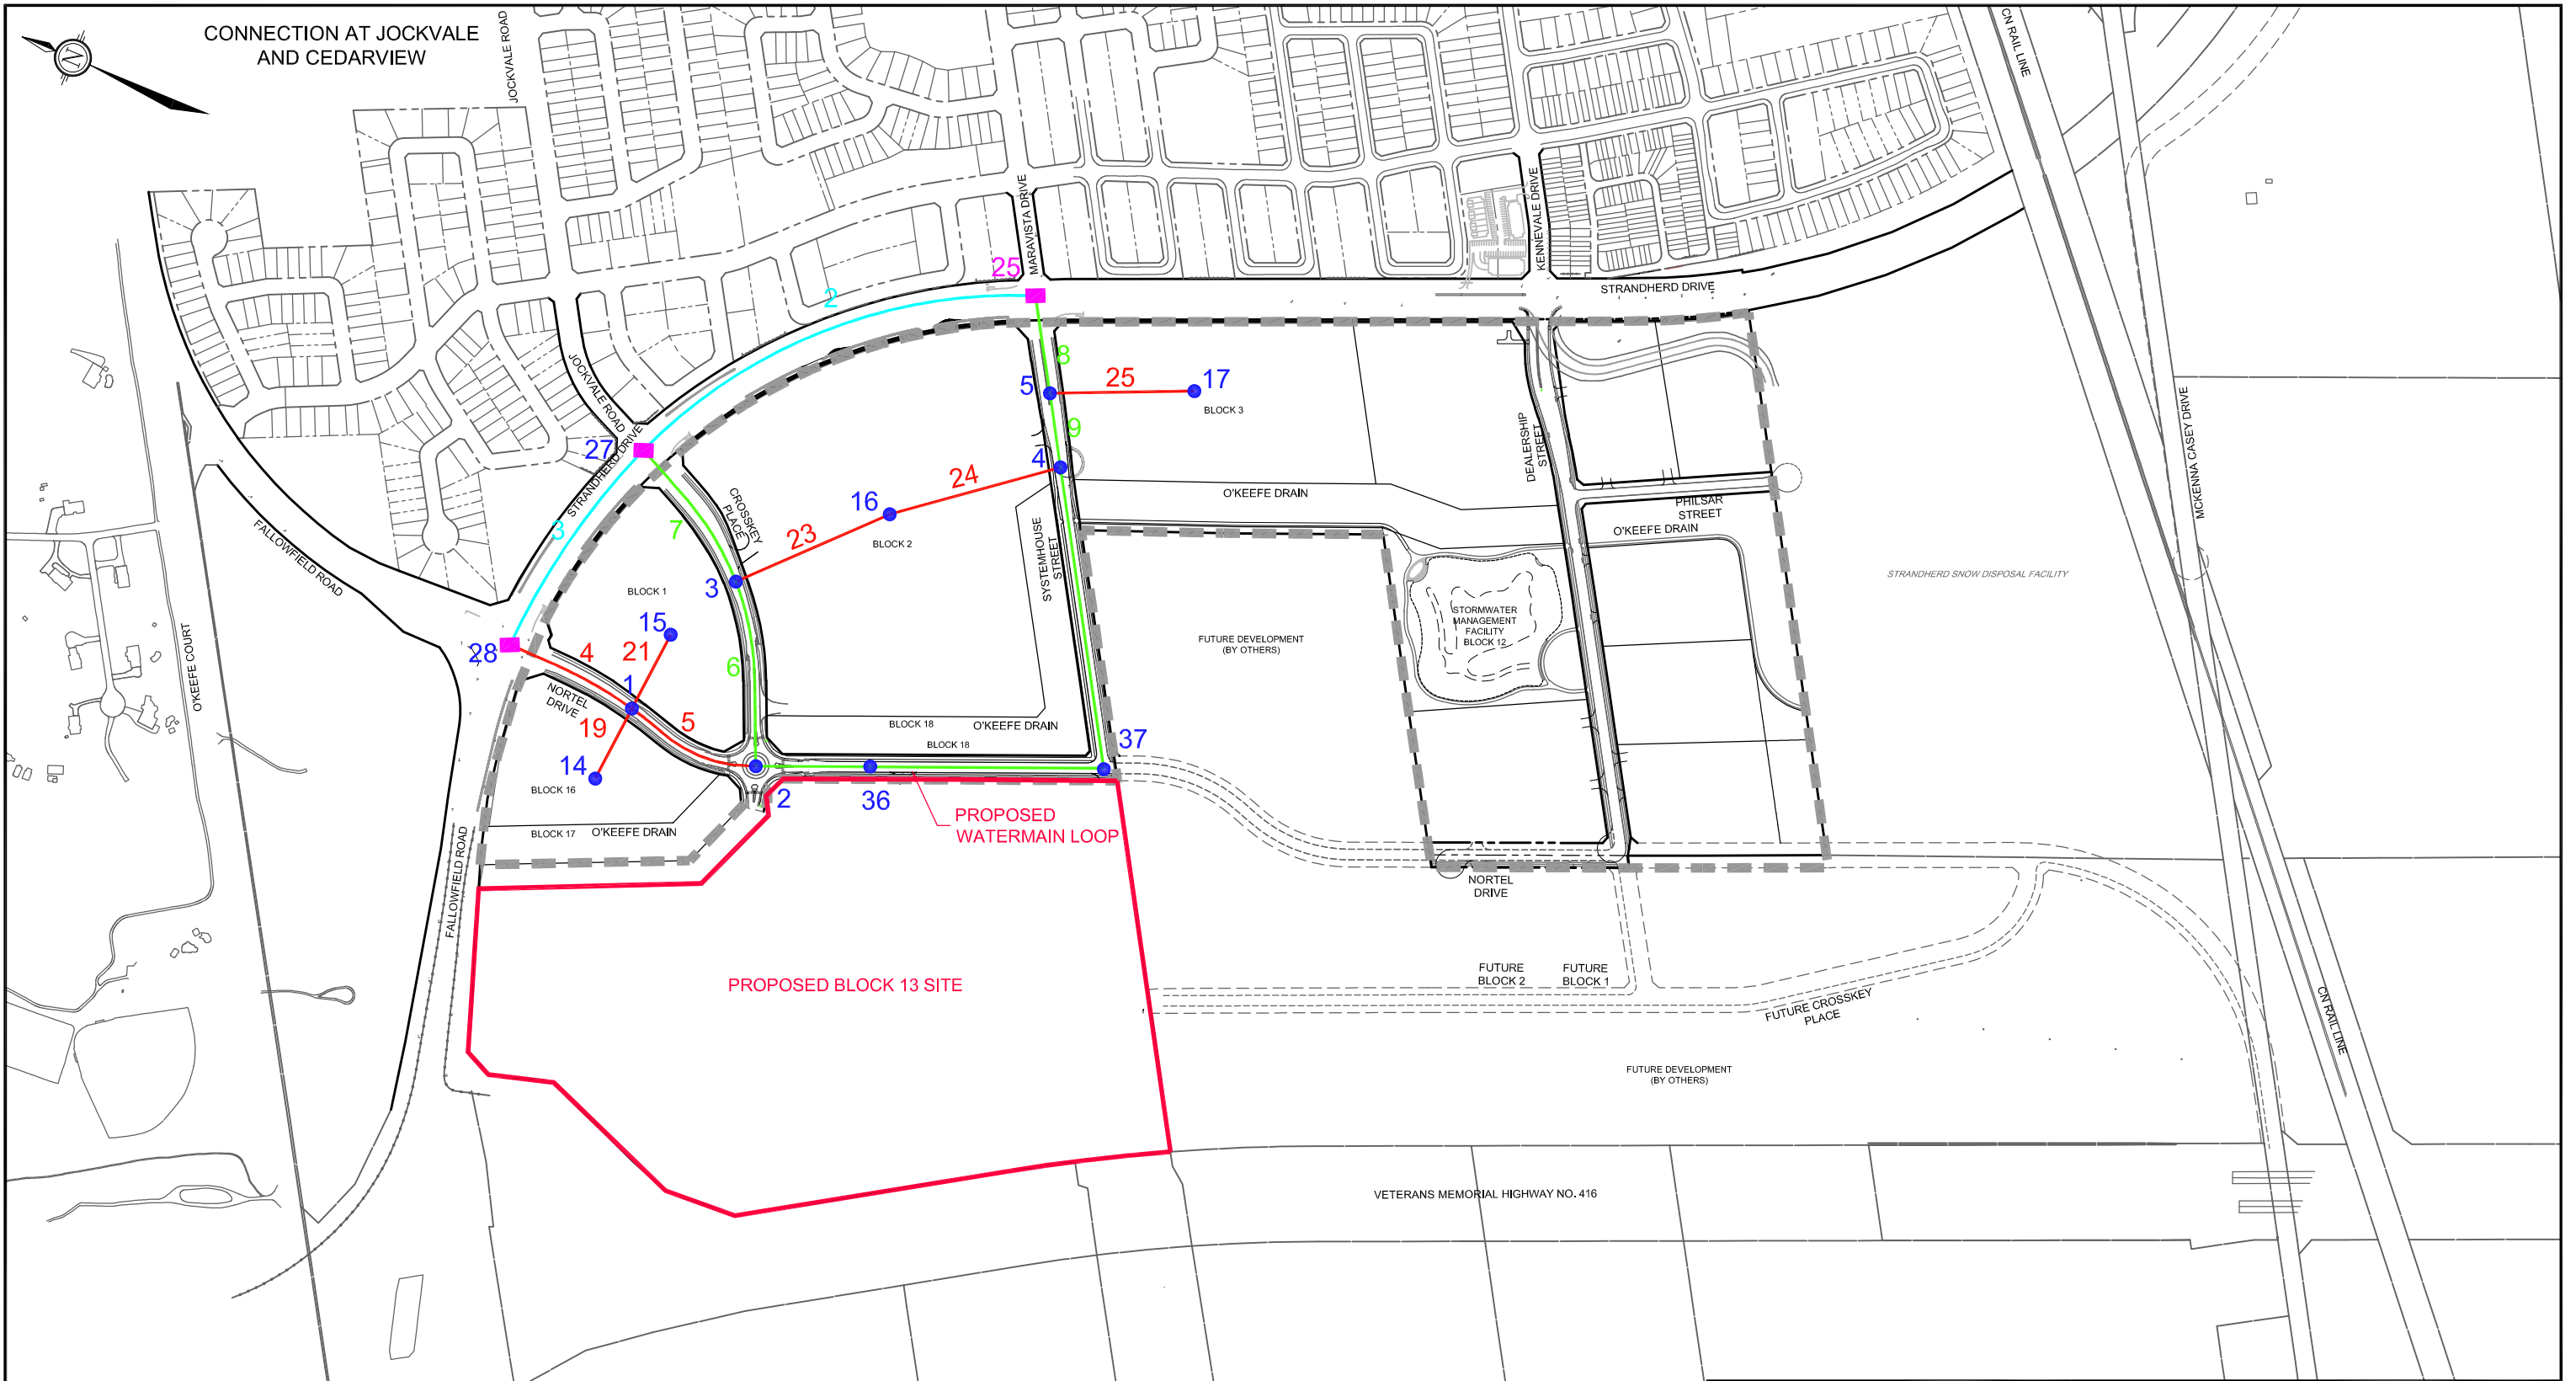 CONNECTION AT JOCKVALE
AND CEDARVIEW
N
JOCKVALE ROAD
CN RAIL LINE
MARAVISTA DRIVE
KENNEVALE DRIVE
25
2
STRANDHERD DRIVE
JOCKVALE ROAD
8
5
25
17
BLOCK 3
MCKENNA CASEY DRIVE
27
STRANDHERD DRIVE
9
4
DEALERSHIP
STREET
24
16
O'KEEFE DRAIN
CROSSKEY
PLACE
PHILSAR
STREET
7
3
FALLOWFIELD ROAD
23
BLOCK 2
O'KEEFE DRAIN
SYSTEMHOUSE
STREET
3
BLOCK 1
STRANDHERD SNOW DISPOSAL FACILITY
15
STORMWATER
MANAGEMENT
FACILITY
BLOCK 12
FUTURE DEVELOPMENT
(BY OTHERS)
28
4
21
6
O'KEEFE COURT
1
NORTEL
DRIVE
5
19
BLOCK 18
O'KEEFE DRAIN
BLOCK 18
37
14
BLOCK 16
2
36
PROPOSED
WATERMAIN LOOP
BLOCK 17
O'KEEFE DRAIN
FALLOWFIELD ROAD
NORTEL
DRIVE
PROPOSED BLOCK 13 SITE
FUTURE
BLOCK 2
FUTURE
BLOCK 1
FUTURE CROSSKEY
PLACE
CN RAIL LINE
FUTURE DEVELOPMENT
(BY OTHERS)
VETERANS MEMORIAL HIGHWAY NO. 416